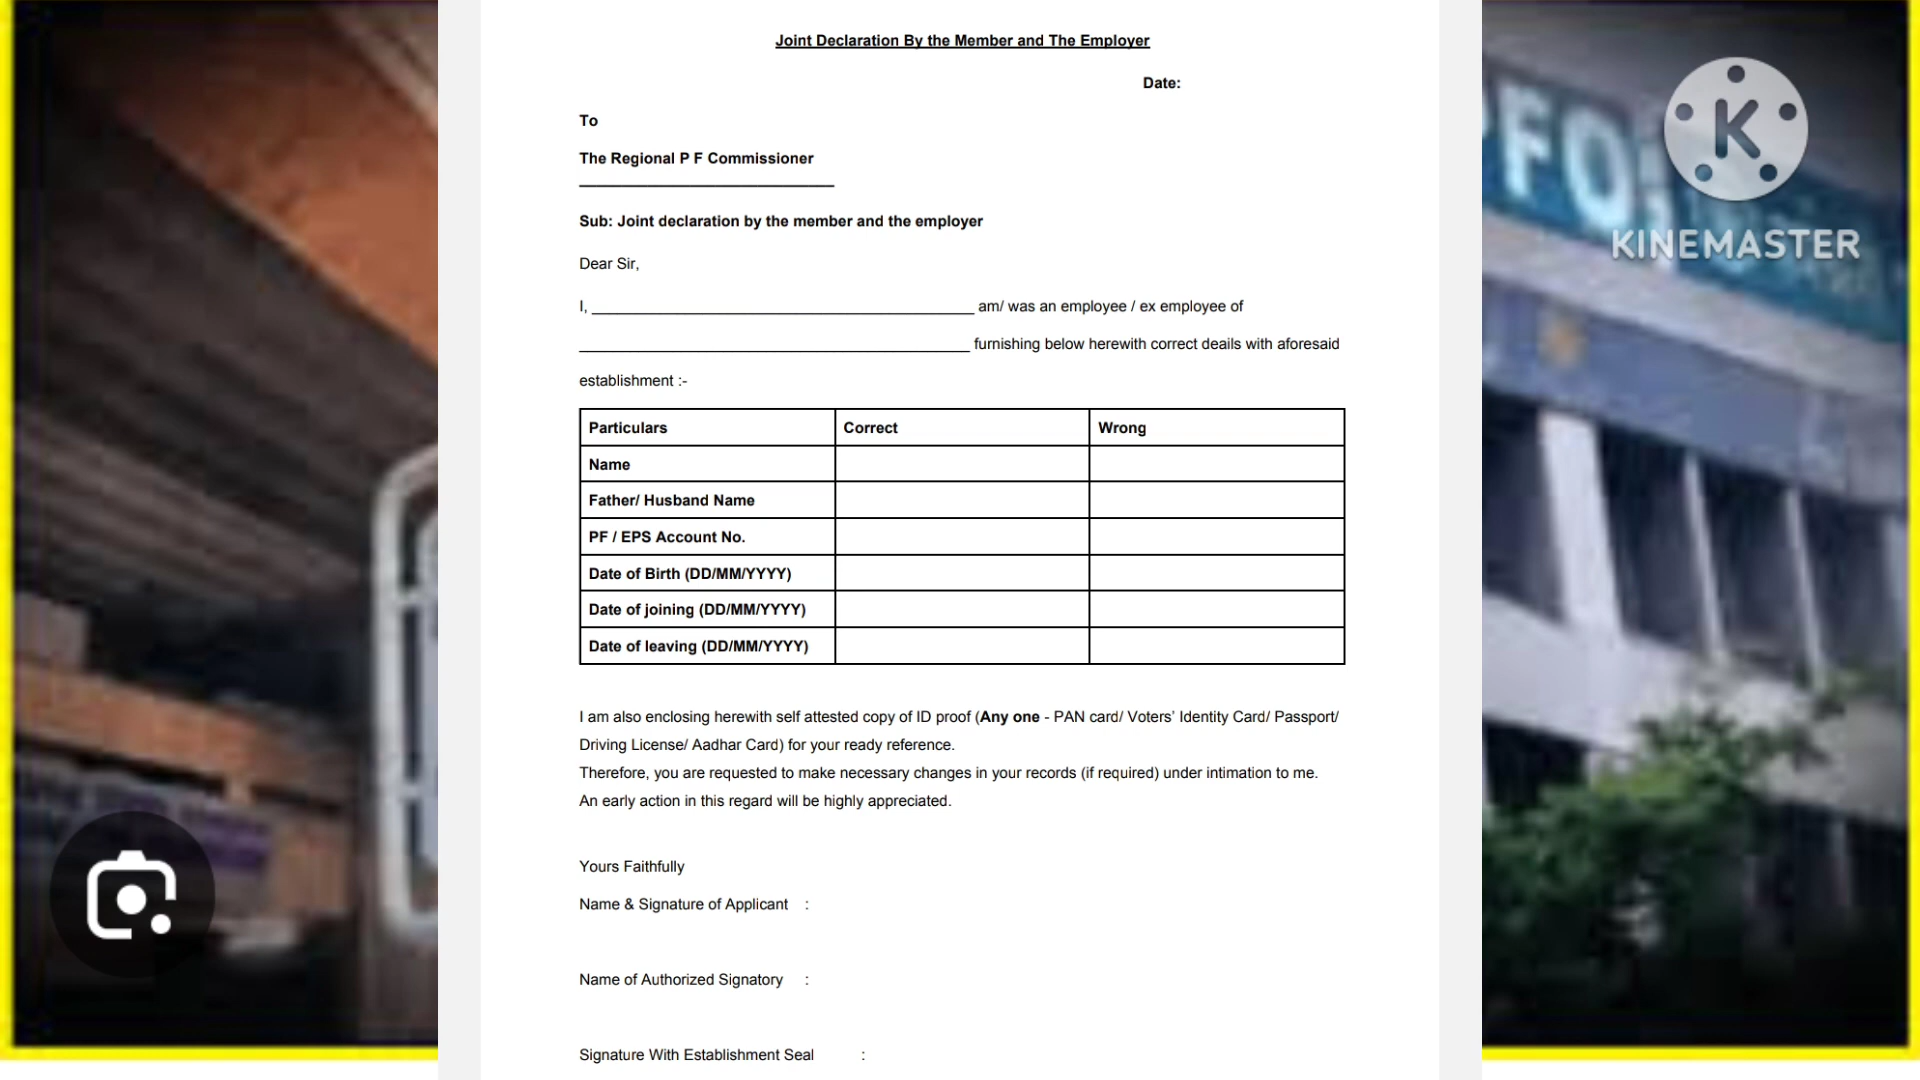 Joint Declaration By the Member and The Employer
Date:
To
The Regional P F Commissioner
______________________________
Sub: Joint declaration by the member and the employer
Dear Sir,
I, ______________________________________________ am/ was an employee / ex employee of
_______________________________________________ furnishing below herewith correct deails with aforesaid
establishment :-
Particulars Correct Wrong
Name
Father/ Husband Name
PF / EPS Account No.
Date of Birth (DD/MM/YYYY)
Date of joining (DD/MM/YYYY)
Date of leaving (DD/MM/YYYY)
I am also enclosing herewith self attested copy of ID proof (Any one - PAN card/ Voters’ Identity Card/ Passport/
Driving License/ Aadhar Card) for your ready reference.
Therefore, you are requested to make necessary changes in your records (if required) under intimation to me.
An early action in this regard will be highly appreciated.
Yours Faithfully
Name & Signature of Applicant :
Name of Authorized Signatory :
Signature With Establishment Seal :
K
KINEMASTER